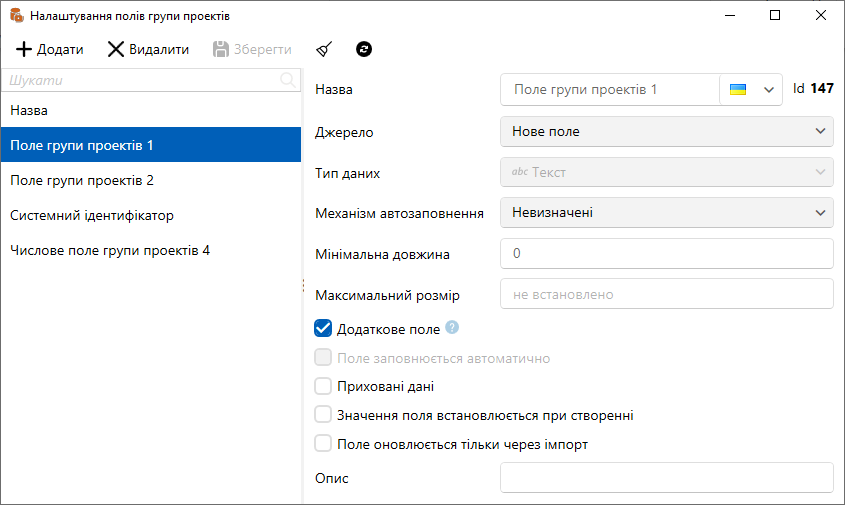 Налаштування полів групи проектів
Додати Видалити Зберегти
Шукати
Назва
Поле групи проектів 1
Поле групи проектів 2
Системний ідентифікатор
Числове поле групи проектів 4
Назва Поле групи проектів 1 Id 147
Джерело Нове поле
Тип даних abc Текст
Механізм автозаповнення Невизначені
Мінімальна довжина 0
Максимальний розмір не встановлено
Додаткове поле ?
Поле заповнюється автоматично
Приховані дані
Значення поля встановлюється при створенні
Поле оновлюється тільки через імпорт
Опис